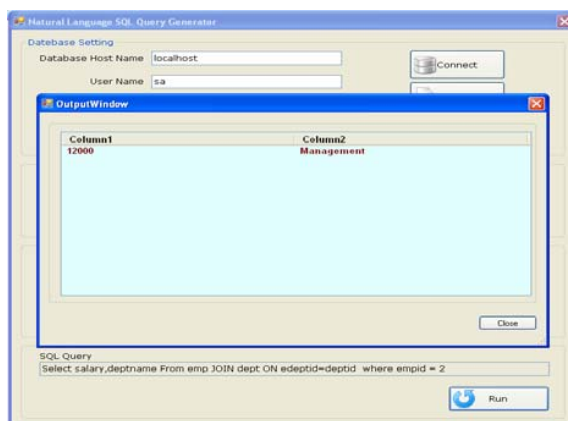 Natural Language SQL Query Generator
Datebase Setting
Database Host Name localhost
Connect
User Name sa
OutputWindow
Column1 Column2
12000 Management
Close
SQL Query
Select salary,deptname From emp JOIN dept ON edeptid=deptid where empid = 2
Run